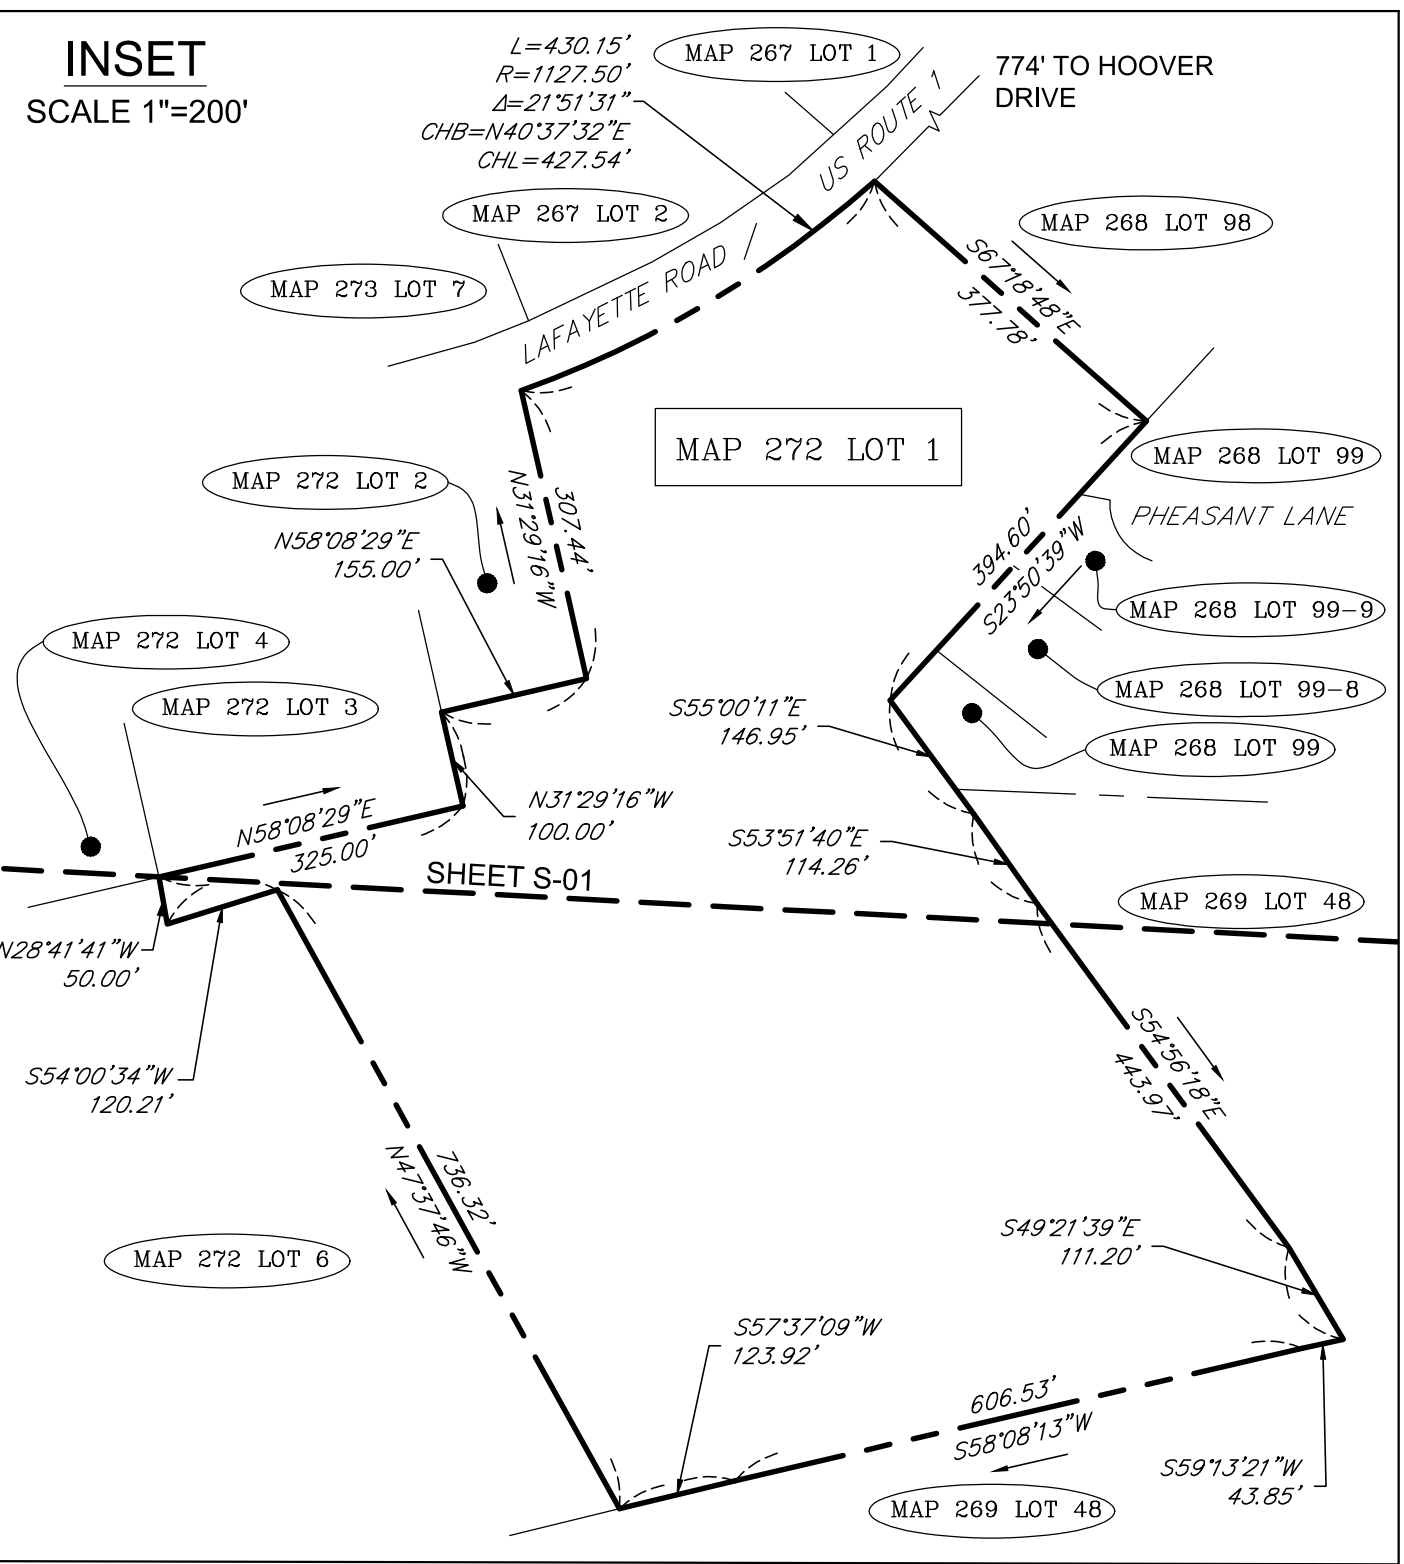 INSET
SCALE 1"=200'
L=430.15'
R=1127.50'
Δ=21°51'31"
CHB=N40°37'32"E
CHL=427.54'
MAP 267 LOT 1
774' TO HOOVER
DRIVE
US ROUTE 1
MAP 267 LOT 2
MAP 268 LOT 98
LAFAYETTE ROAD /
MAP 273 LOT 7
S67°18'48"E
377.78'
MAP 272 LOT 1
MAP 268 LOT 99
MAP 272 LOT 2
307.44'
N31°29'16"W
PHEASANT LANE
N58°08'29"E
155.00'
394.60'
S23°50'39"W
MAP 268 LOT 99-9
MAP 272 LOT 4
MAP 268 LOT 99-8
MAP 272 LOT 3
S55°00'11"E
146.95'
MAP 268 LOT 99
N58°08'29"E
325.00'
N31°29'16"W
100.00'
S53°51'40"E
114.26'
SHEET S-01
MAP 269 LOT 48
N28°41'41"W
50.00'
S54°00'34"W
120.21'
S54°56'18"E
443.97'
736.32'
N47°37'46"W
MAP 272 LOT 6
S49°21'39"E
111.20'
S57°37'09"W
123.92'
606.53'
S58°08'13"W
S59°13'21"W
43.85'
MAP 269 LOT 48